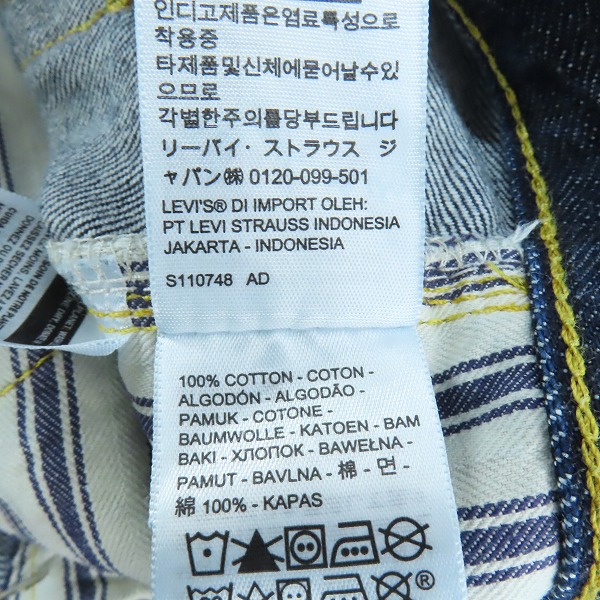 인디고제품은염료특성으로
착용중
타제품및신체에묻어날수있
으므로
각별한주의를당부드립니다
リーバイ・ストラウス ジ
ャパン㈱ 0120-099-501
LEVI'S® DI IMPORT OLEH:
PT LEVI STRAUSS INDONESIA
JAKARTA - INDONESIA
S110748 AD
100% COTTON - COTON -
ALGODÓN - ALGODÃO -
PAMUK - COTONE -
BAUMWOLLE - KATOEN - BAM
BAKI - ХЛОПОК - BAWEŁNA -
PAMUT - BAVLNA - 棉 - 면 -
綿 100% - KAPAS